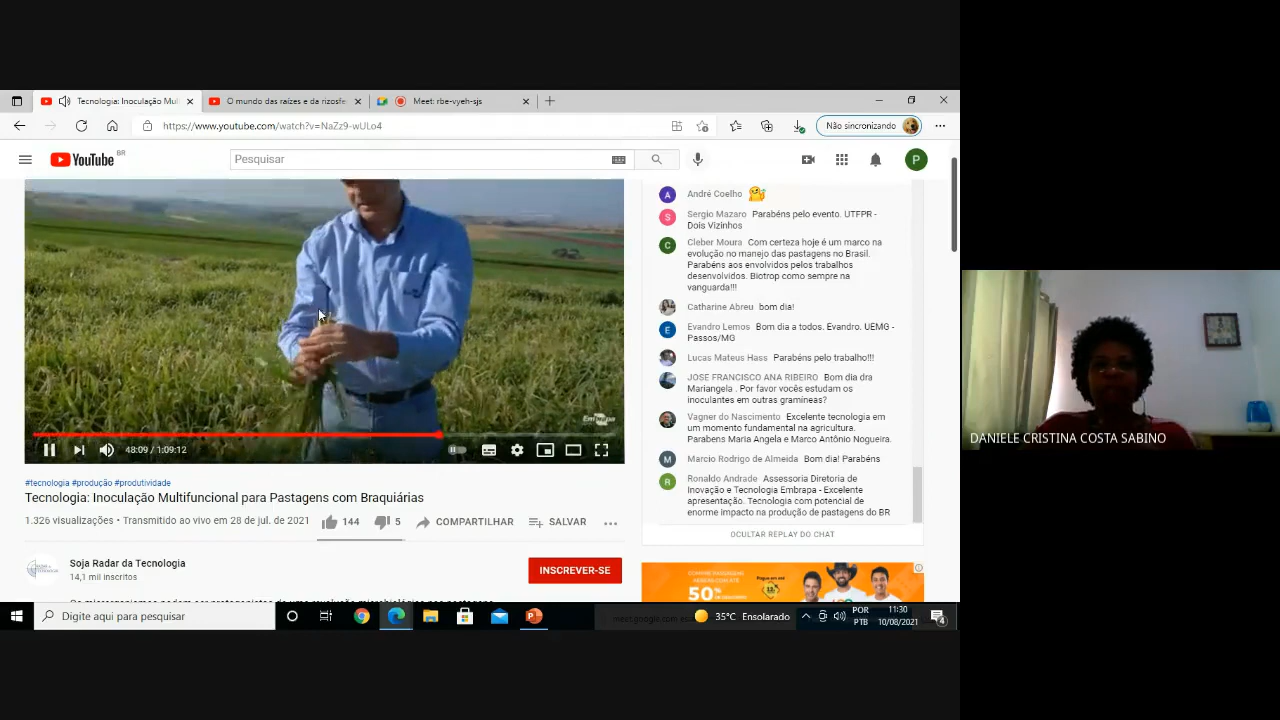 Tecnologia: Inoculação Mul
O mundo das raízes e da rizosfe
Meet: rbe-vyeh-sjs
https://www.youtube.com/watch?v=NaZz9-wULo4
Não sincronizando
YouTube BR
Pesquisar
P
A André Coelho
S Sergio Mazaro Parabéns pelo evento. UTFPR -
Dois Vizinhos
C Cleber Moura Com certeza hoje é um marco na
evolução no manejo das pastagens no Brasil.
Parabéns aos envolvidos pelos trabalhos
desenvolvidos. Biotrop como sempre na
vanguarda!!!
Catharine Abreu bom dia!
E Evandro Lemos Bom dia a todos. Evandro. UEMG -
Passos/MG
Lucas Mateus Hass Parabéns pelo trabalho!!!
JOSE FRANCISCO ANA RIBEIRO Bom dia dra
Mariangela . Por favor vocês estudam os
inoculantes em outras gramineas?
Vagner do Nascimento Excelente tecnologia em
um momento fundamental na agricultura.
Parabens Maria Angela e Marco Antônio Nogueira.
M Marcio Rodrigo de Almeida Bom dia! Parabéns
R Ronaldo Andrade Assessoria Diretoria de
Inovação e Tecnologia Embrapa - Excelente
apresentação. Tecnologia com potencial de
enorme impacto na produção de pastagens do BR
OCULTAR REPLAY DO CHAT
Embrapa
48:09 / 1:09:12
#tecnologia #produção #produtividade
Tecnologia: Inoculação Multifuncional para Pastagens com Braquiárias
1.326 visualizações • Transmitido ao vivo em 28 de jul. de 2021
144
5
COMPARTILHAR
SALVAR
Soja Radar da Tecnologia
14,1 mil inscritos
INSCREVER-SE
50%
Digite aqui para pesquisar
35°C Ensolarado
POR
PTB
11:30
10/08/2021
4
DANIELE CRISTINA COSTA SABINO